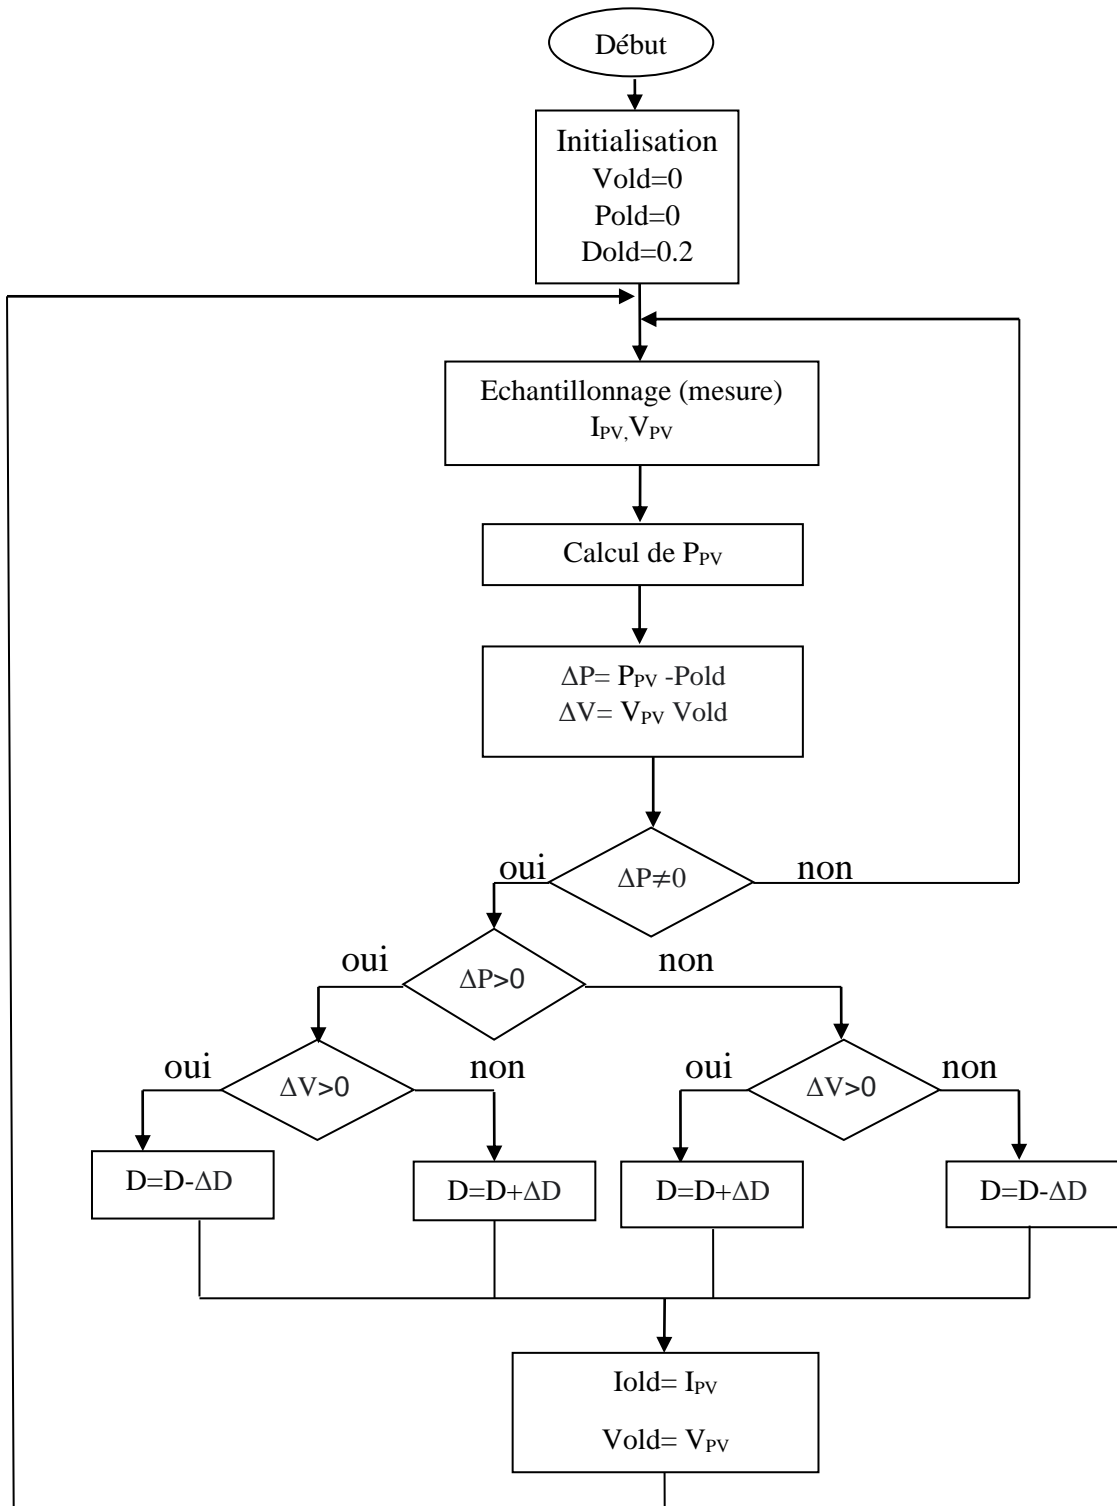 Début
Initialisation
Vold=0
Pold=0
Dold=0.2
Echantillonnage (mesure)
IPV,VPV
Calcul de PPV
ΔP= PPV -Pold
ΔV= VPV Vold
oui
ΔP≠0
non
oui
ΔP>0
non
oui
ΔV>0
non
oui
ΔV>0
non
D=D-ΔD
D=D+ΔD
D=D+ΔD
D=D-ΔD
Iold= IPV
Vold= VPV